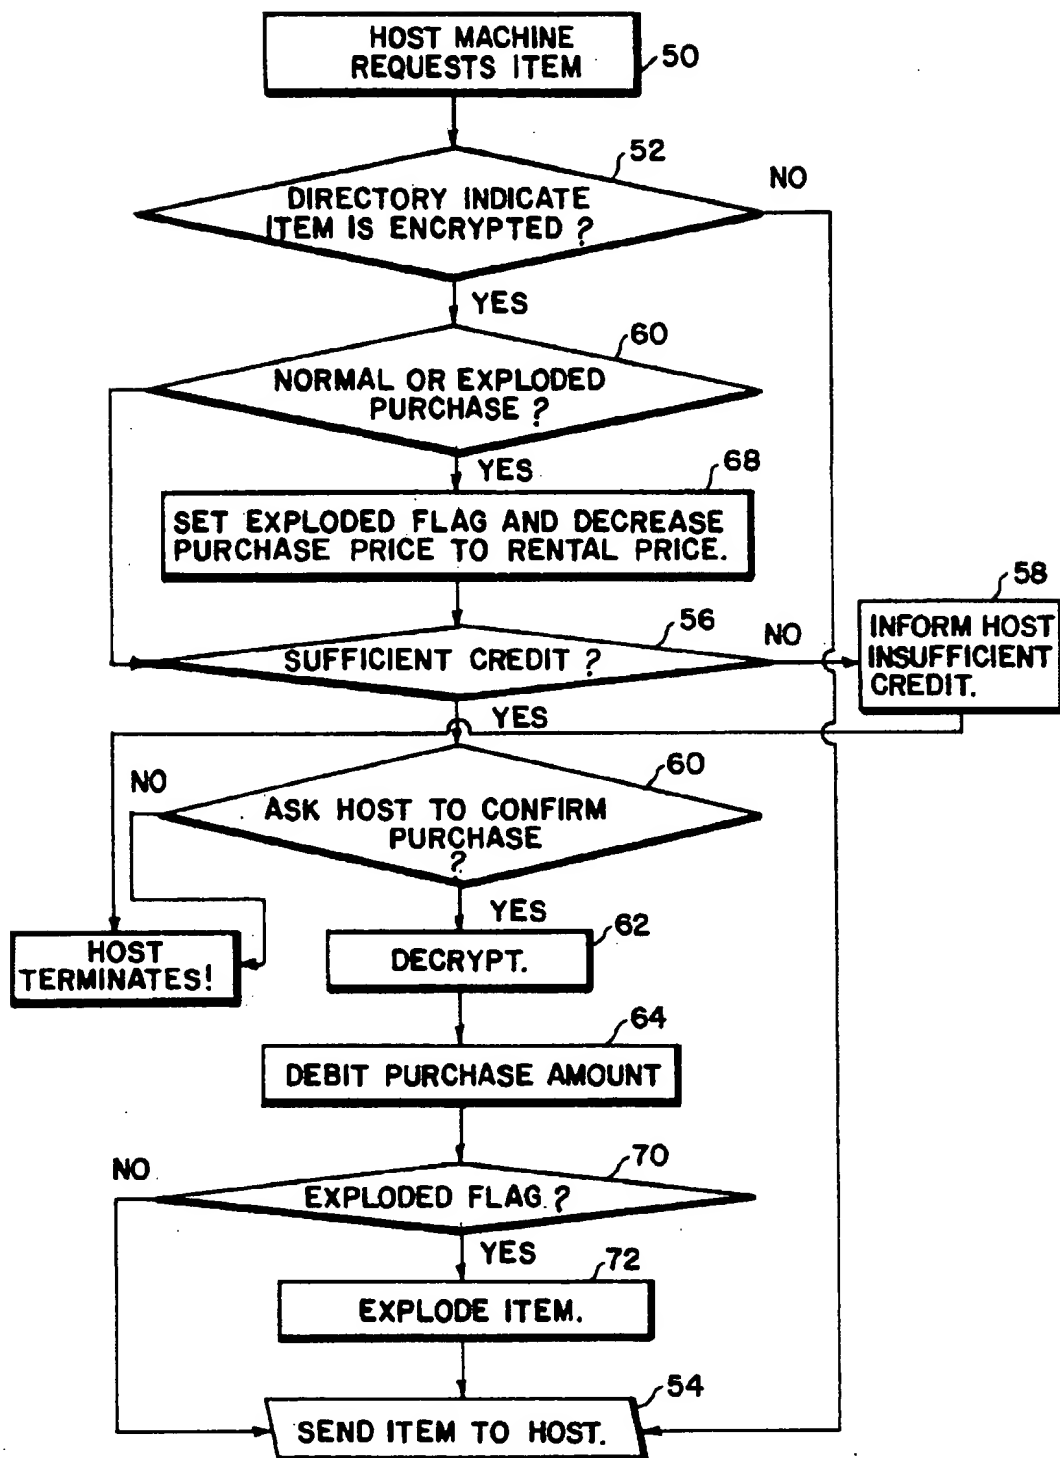 HOST MACHINE
REQUESTS ITEM
50
52
DIRECTORY INDICATE
ITEM IS ENCRYPTED ?
NO
YES
60
NORMAL OR EXPLODED
PURCHASE ?
YES
68
SET EXPLODED FLAG AND DECREASE
PURCHASE PRICE TO RENTAL PRICE.
56
SUFFICIENT CREDIT ?
NO
58
INFORM HOST
INSUFFICIENT
CREDIT.
YES
60
ASK HOST TO CONFIRM
PURCHASE
?
NO
YES
HOST
TERMINATES!
62
DECRYPT.
64
DEBIT PURCHASE AMOUNT
70
EXPLODED FLAG ?
NO
YES
72
EXPLODE ITEM.
54
SEND ITEM TO HOST.